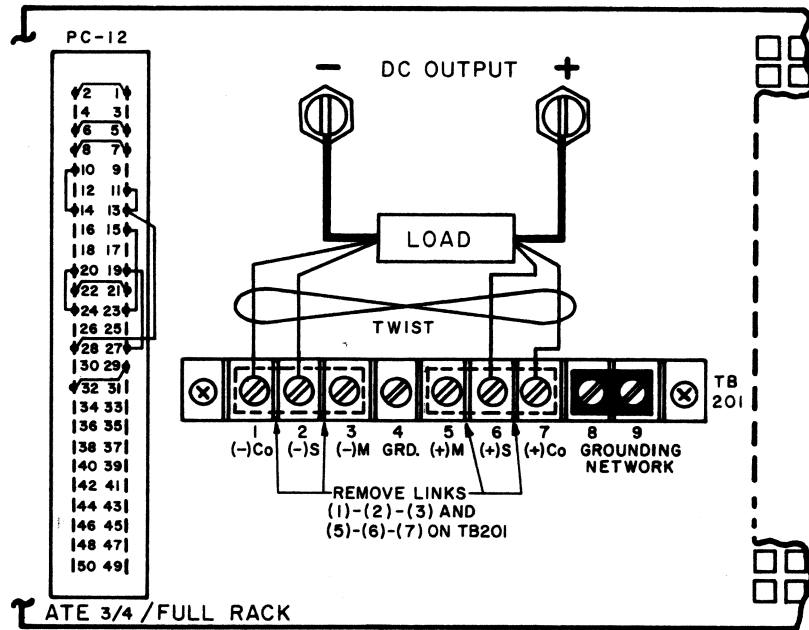 PC-12
− DC OUTPUT +
2 1
4 3
6 5
8 7
10 9
12 11
14 13
16 15
18 17
20 19
22 21
24 23
26 25
28 27
30 29
32 31
34 33
36 35
38 37
40 39
42 41
44 43
46 45
48 47
50 49
LOAD
TWIST
TB
201
1 2 3 4 5 6 7 8 9
(-)Co (-)S (-)M GRD. (+)M (+)S (+)Co GROUNDING
NETWORK
REMOVE LINKS
(1)-(2)-(3) AND
(5)-(6)-(7) ON TB201
ATE 3/4 / FULL RACK